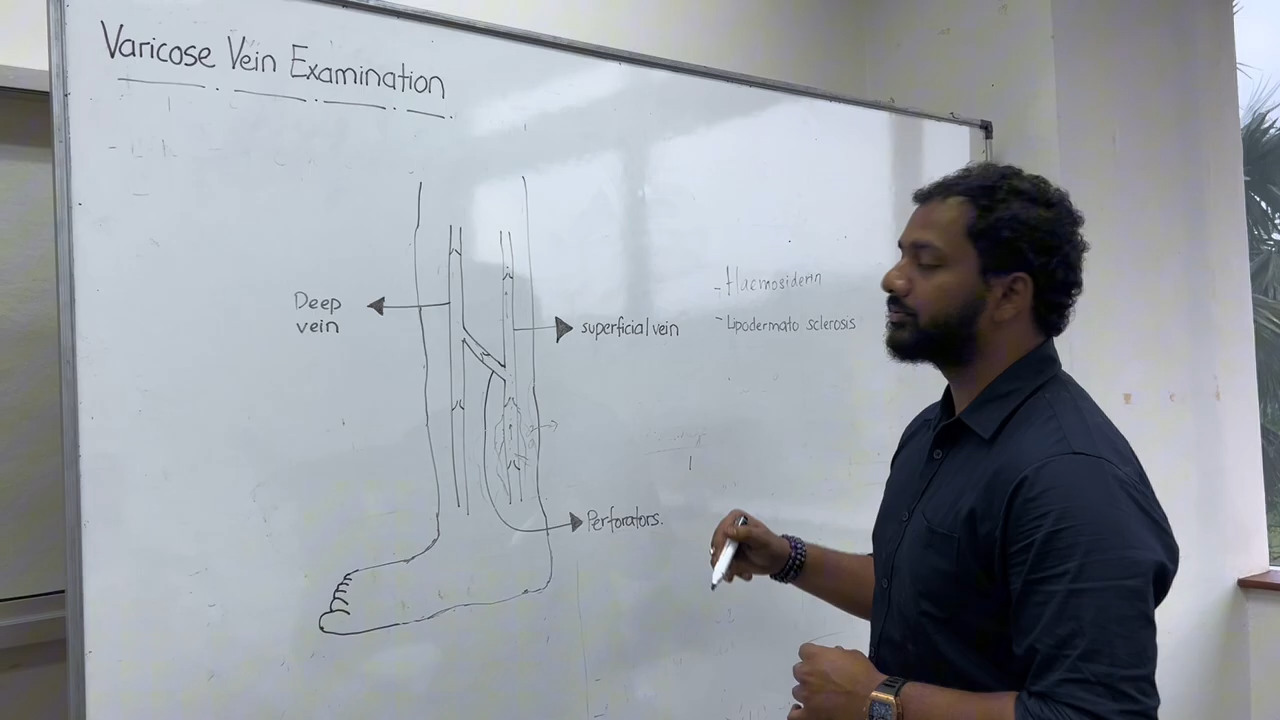 Varicose Vein Examination
Deep
vein
superficial vein
- Haemosiderin
- Lipodermato sclerosis
Perforators.